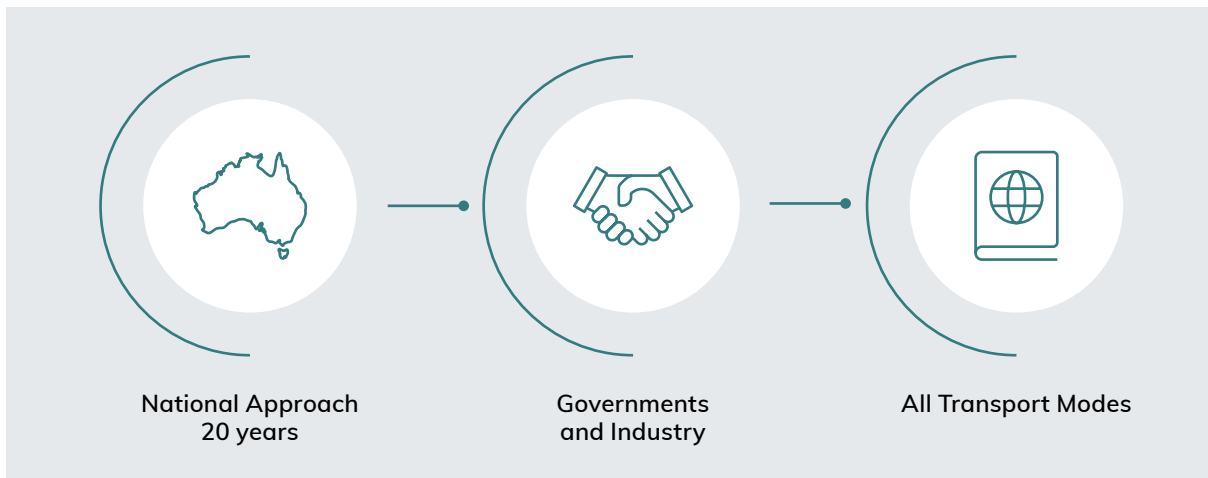 National Approach
20 years
Governments
and Industry
All Transport Modes